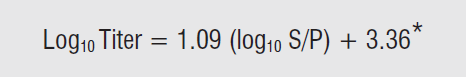 Log₁₀ Titer = 1.09 (log₁₀ S/P) + 3.36*